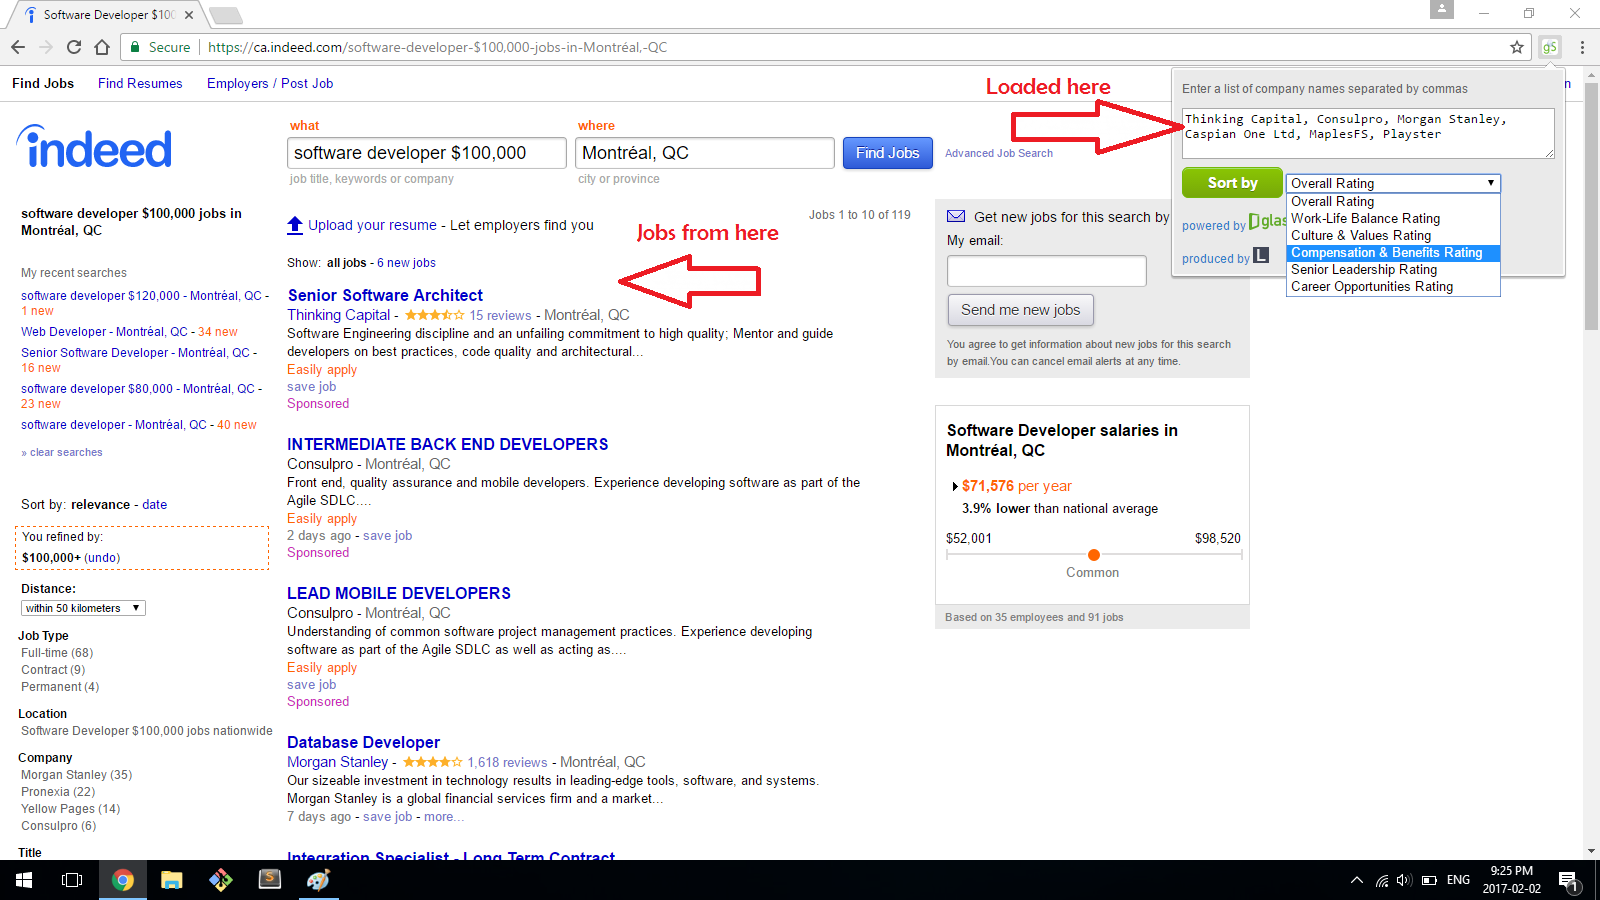 Software Developer $100
Secure
https://ca.indeed.com/software-developer-$100,000-jobs-in-Montréal,-QC
gS
Find Jobs
Find Resumes
Employers / Post Job
Loaded here
Enter a list of company names separated by commas
Thinking Capital, Consulpro, Morgan Stanley,
Caspian One Ltd, MaplesFS, Playster
Sort by
Overall Rating
Overall Rating
Work-Life Balance Rating
Culture & Values Rating
Compensation & Benefits Rating
Senior Leadership Rating
Career Opportunities Rating
powered by glas
produced by L
indeed
what
software developer $100,000
job title, keywords or company
where
Montréal, QC
city or province
Find Jobs
Advanced Job Search
software developer $100,000 jobs in
Montréal, QC
My recent searches
software developer $120,000 - Montréal, QC -
1 new
Web Developer - Montréal, QC - 34 new
Senior Software Developer - Montréal, QC -
16 new
software developer $80,000 - Montréal, QC -
23 new
software developer - Montréal, QC - 40 new
» clear searches
Sort by: relevance - date
You refined by:
$100,000+ (undo)
Distance:
within 50 kilometers
Job Type
Full-time (68)
Contract (9)
Permanent (4)
Location
Software Developer $100,000 jobs nationwide
Company
Morgan Stanley (35)
Pronexia (22)
Yellow Pages (14)
Consulpro (6)
Title
Upload your resume - Let employers find you
Jobs 1 to 10 of 119
Jobs from here
Show: all jobs - 6 new jobs
Senior Software Architect
Thinking Capital - 15 reviews - Montréal, QC
Software Engineering discipline and an unfailing commitment to high quality; Mentor and guide
developers on best practices, code quality and architectural...
Easily apply
save job
Sponsored
INTERMEDIATE BACK END DEVELOPERS
Consulpro - Montréal, QC
Front end, quality assurance and mobile developers. Experience developing software as part of the
Agile SDLC....
Easily apply
2 days ago - save job
Sponsored
LEAD MOBILE DEVELOPERS
Consulpro - Montréal, QC
Understanding of common software project management practices. Experience developing
software as part of the Agile SDLC as well as acting as....
Easily apply
save job
Sponsored
Database Developer
Morgan Stanley - 1,618 reviews - Montréal, QC
Our sizeable investment in technology results in leading-edge tools, software, and systems.
Morgan Stanley is a global financial services firm and a market...
7 days ago - save job - more...
Integration Specialist - Long Term Contract
Get new jobs for this search by
My email:
Send me new jobs
You agree to get information about new jobs for this search
by email.You can cancel email alerts at any time.
Software Developer salaries in
Montréal, QC
$71,576 per year
3.9% lower than national average
$52,001 $98,520
Common
Based on 35 employees and 91 jobs
ENG
9:25 PM
2017-02-02
1